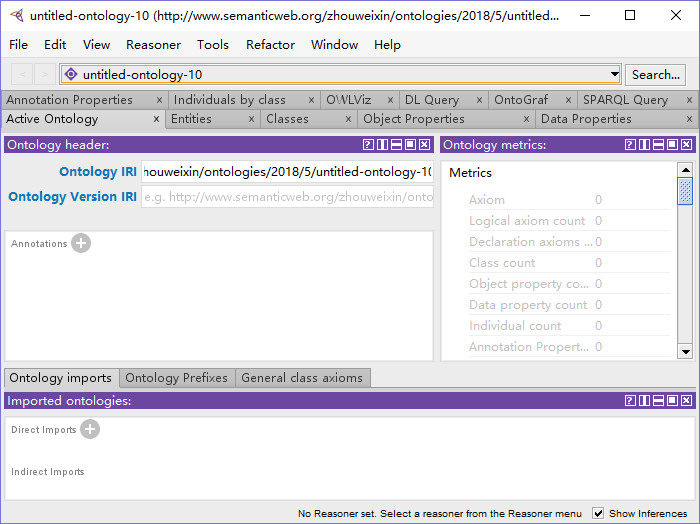 untitled-ontology-10 (http://www.semanticweb.org/zhouweixin/ontologies/2018/5/untitled...
File Edit View Reasoner Tools Refactor Window Help
< > untitled-ontology-10 Search...
Annotation Properties × Individuals by class × OWLViz × DL Query × OntoGraf × SPARQL Query ×
Active Ontology × Entities × Classes × Object Properties × Data Properties ×
Ontology header:
Ontology IRI houweixin/ontologies/2018/5/untitled-ontology-10
Ontology Version IRI e.g. http://www.semanticweb.org/zhouweixin/onto
Annotations
Ontology metrics:
Metrics
Axiom 0
Logical axiom count 0
Declaration axioms ... 0
Class count 0
Object property co... 0
Data property count 0
Individual count 0
Annotation Propert... 0
Ontology imports Ontology Prefixes General class axioms
Imported ontologies:
Direct Imports
Indirect Imports
No Reasoner set. Select a reasoner from the Reasoner menu Show Inferences